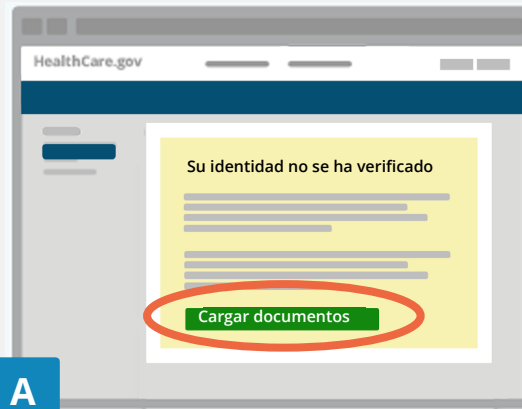 HealthCare.gov
Su identidad no se ha verificado
Cargar documentos
A